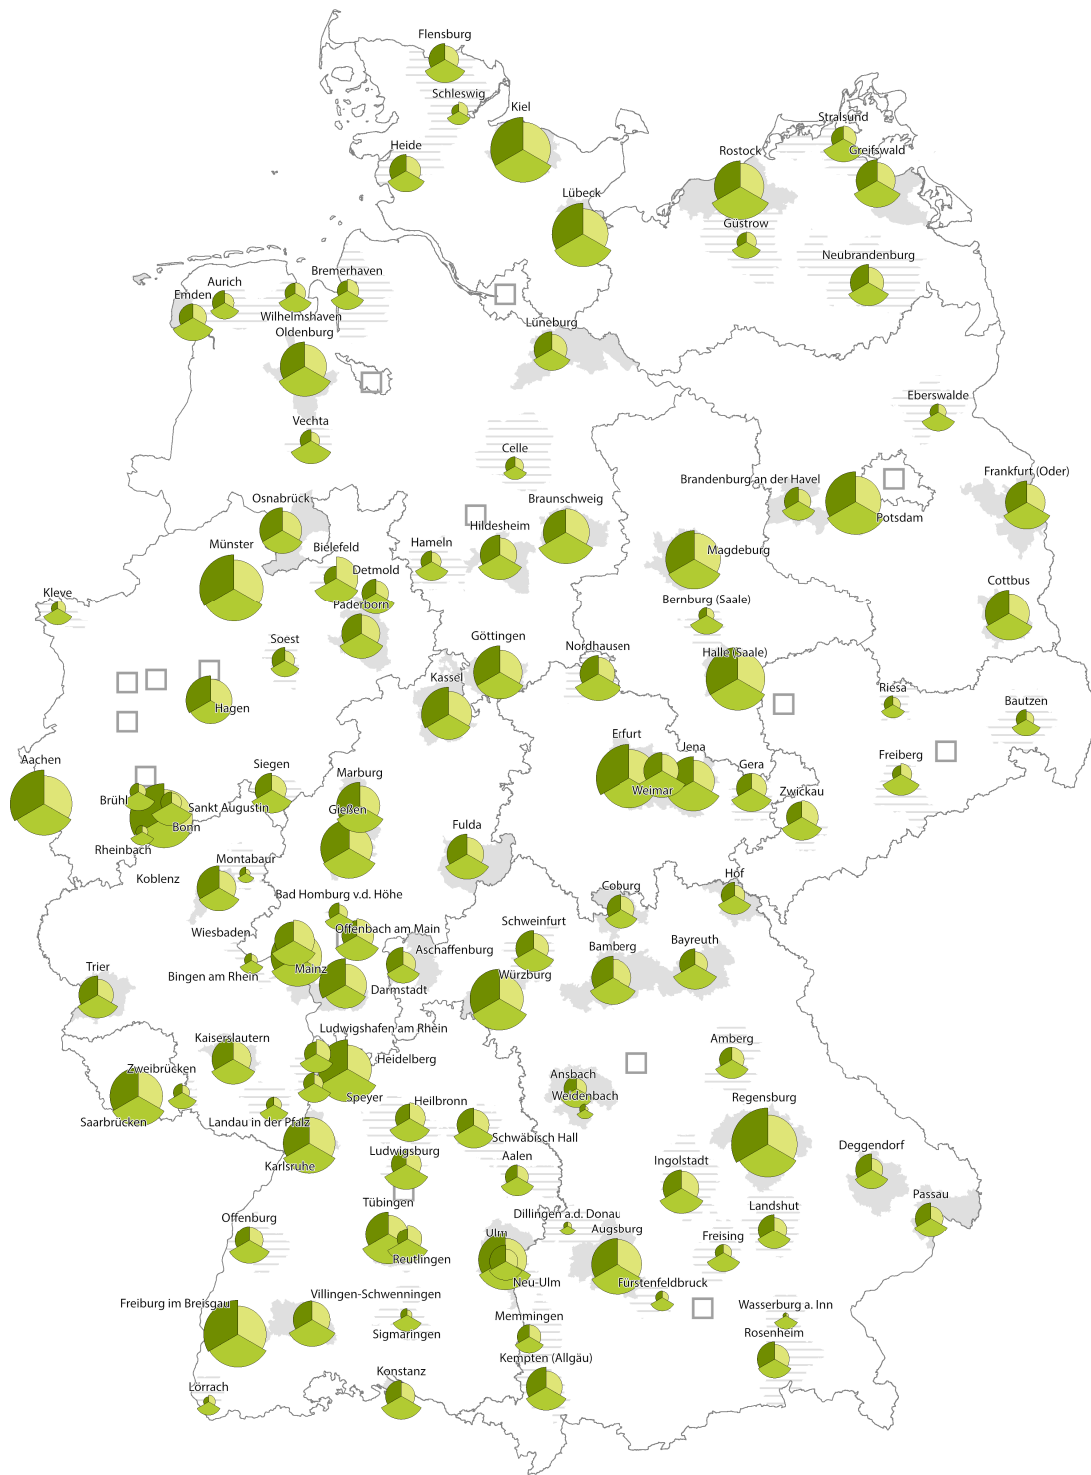 Flensburg
Schleswig
Kiel
Stralsund
Heide
Rostock
Greifswald
Lübeck
Güstrow
Neubrandenburg
Bremerhaven
Aurich
Emden
Wilhelmshaven
Oldenburg
Lüneburg
Eberswalde
Vechta
Celle
Brandenburg an der Havel
Frankfurt (Oder)
Osnabrück
Braunschweig
Potsdam
Hildesheim
Münster
Bielefeld
Hameln
Magdeburg
Detmold
Kleve
Paderborn
Bernburg (Saale)
Cottbus
Soest
Göttingen
Nordhausen
Halle (Saale)
Kassel
Riesa
Hagen
Bautzen
Erfurt
Jena
Aachen
Siegen
Marburg
Gera
Freiberg
Weimar
Zwickau
Brühl
Sankt Augustin
Gießen
Bonn
Fulda
Rheinbach
Montabaur
Koblenz
Hof
Bad Homburg v.d. Höhe
Coburg
Schweinfurt
Offenbach am Main
Wiesbaden
Aschaffenburg
Bamberg
Bayreuth
Trier
Bingen am Rhein
Mainz
Würzburg
Darmstadt
Ludwigshafen am Rhein
Kaiserslautern
Amberg
Heidelberg
Zweibrücken
Ansbach
Weidenbach
Speyer
Heilbronn
Regensburg
Saarbrücken
Landau in der Pfalz
Schwäbisch Hall
Deggendorf
Ludwigsburg
Aalen
Karlsruhe
Ingolstadt
Passau
Tübingen
Landshut
Dillingen a.d. Donau
Offenburg
Ulm
Augsburg
Freising
Reutlingen
Neu-Ulm
Fürstenfeldbruck
Villingen-Schwenningen
Freiburg im Breisgau
Wasserburg a. Inn
Memmingen
Sigmaringen
Rosenheim
Kempten (Allgäu)
Konstanz
Lörrach